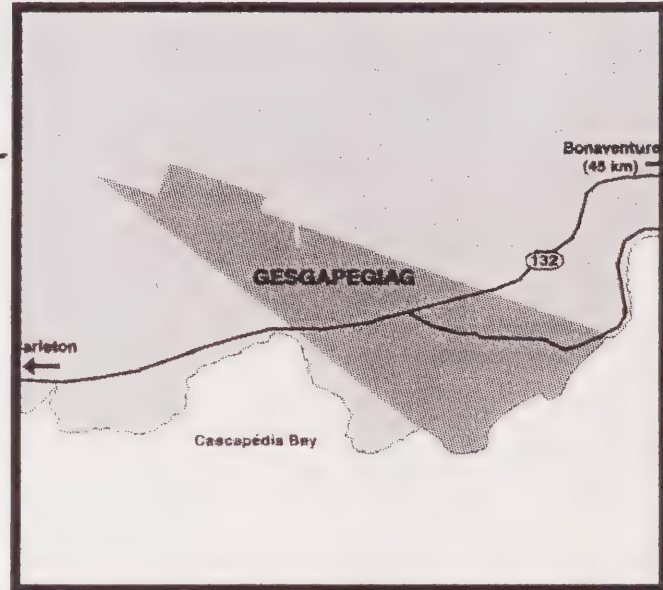 Bonaventure
(45 km)
132
GESGAPEGIAG
arleton
Cascapédia Bay